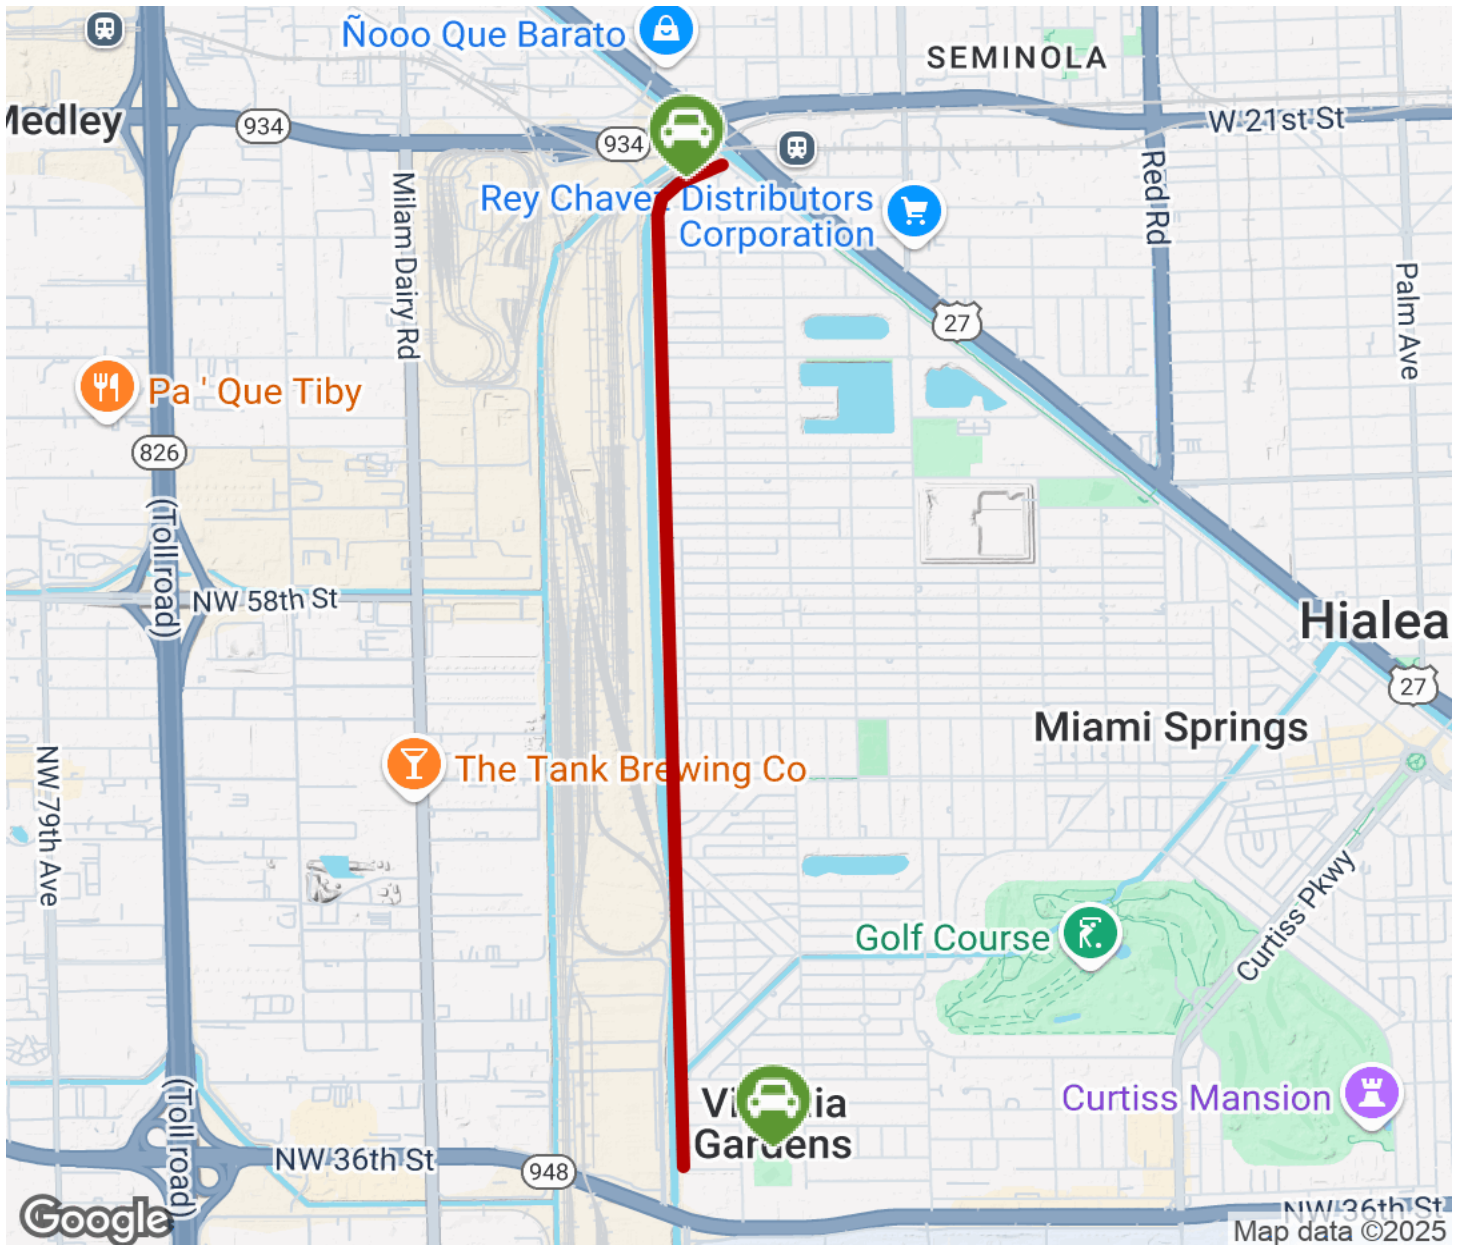 Ñooo Que Barato
SEMINOLA
Medley
934
934
W 21st St
Milam Dairy Rd
Red Rd
Rey Chavez Distributors
Corporation
Palm Ave
27
Pa ' Que Tiby
826
(Toll road)
NW 58th St
Hialea
27
Miami Springs
NW 79th Ave
The Tank Brewing Co
Curtiss Pkwy
Golf Course
Curtiss Mansion
Gardens
(Toll road)
NW 36th St
948
NW 36th St
Google
Map data ©2025